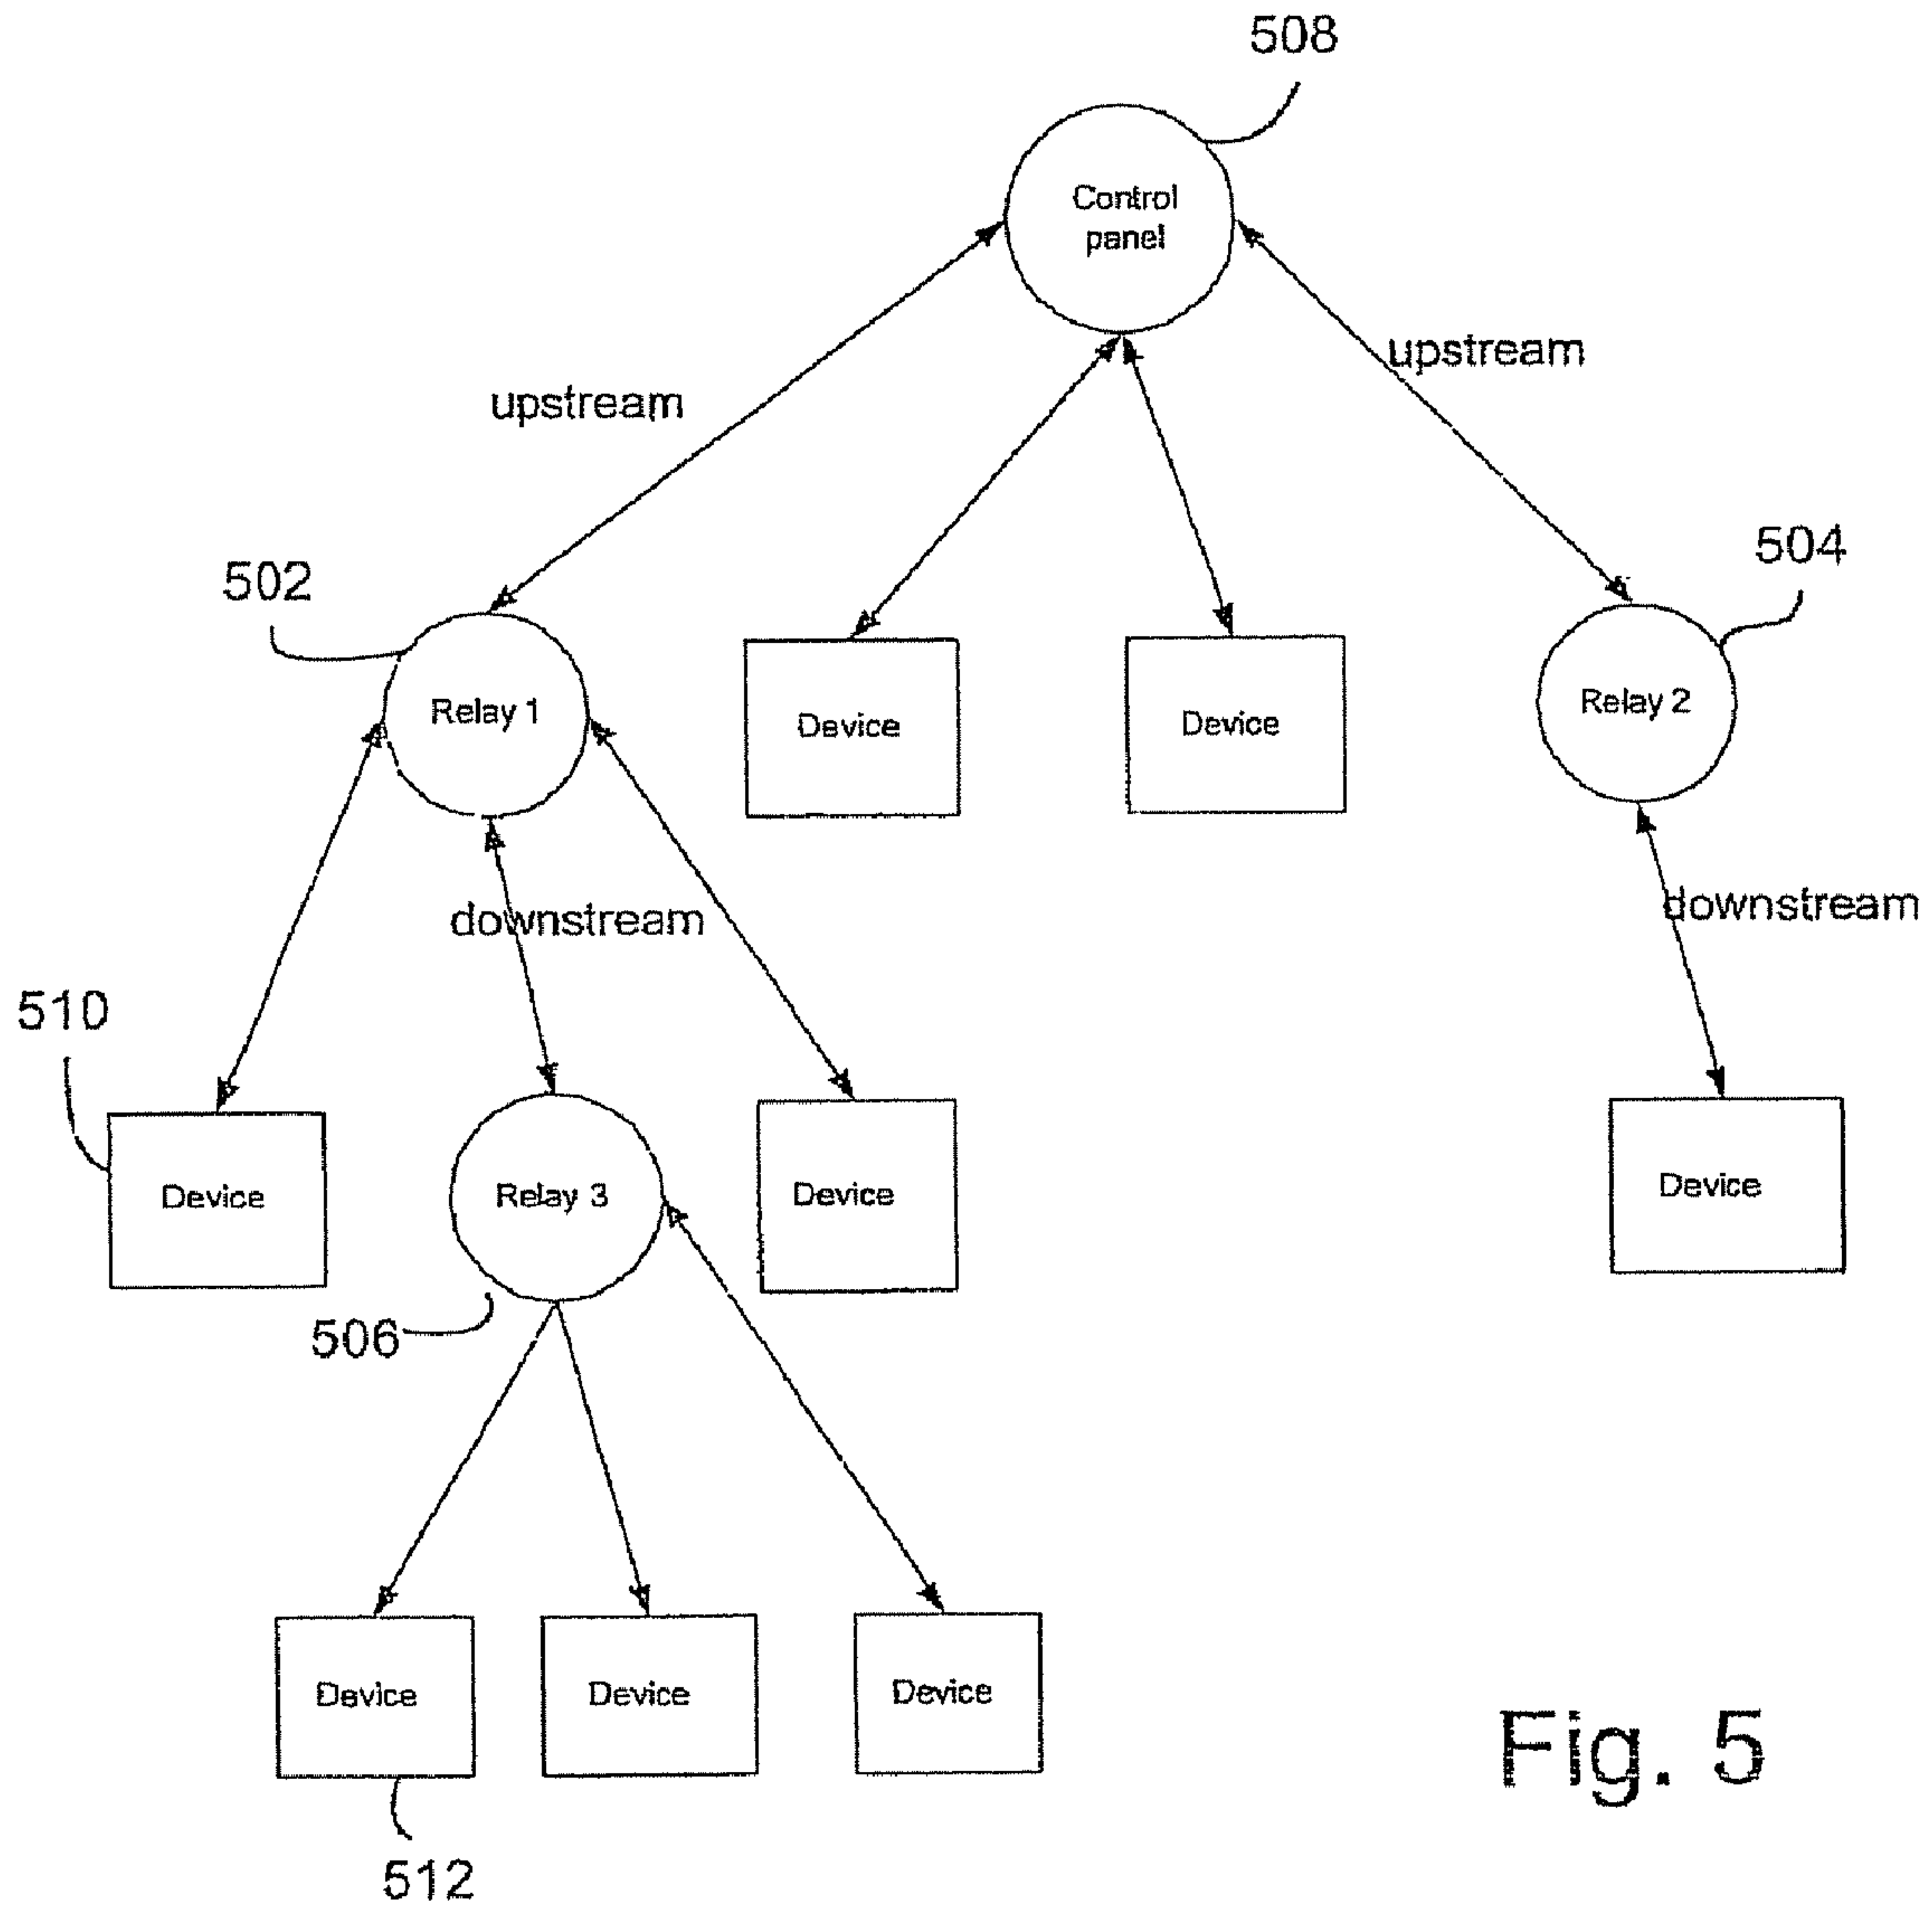 508
Control
panel
upstream
upstream
502
504
Relay 1
Device
Device
Relay 2
downstream
downstream
510
Device
Relay 3
Device
Device
506
Device
Device
Device
512
Fig. 5